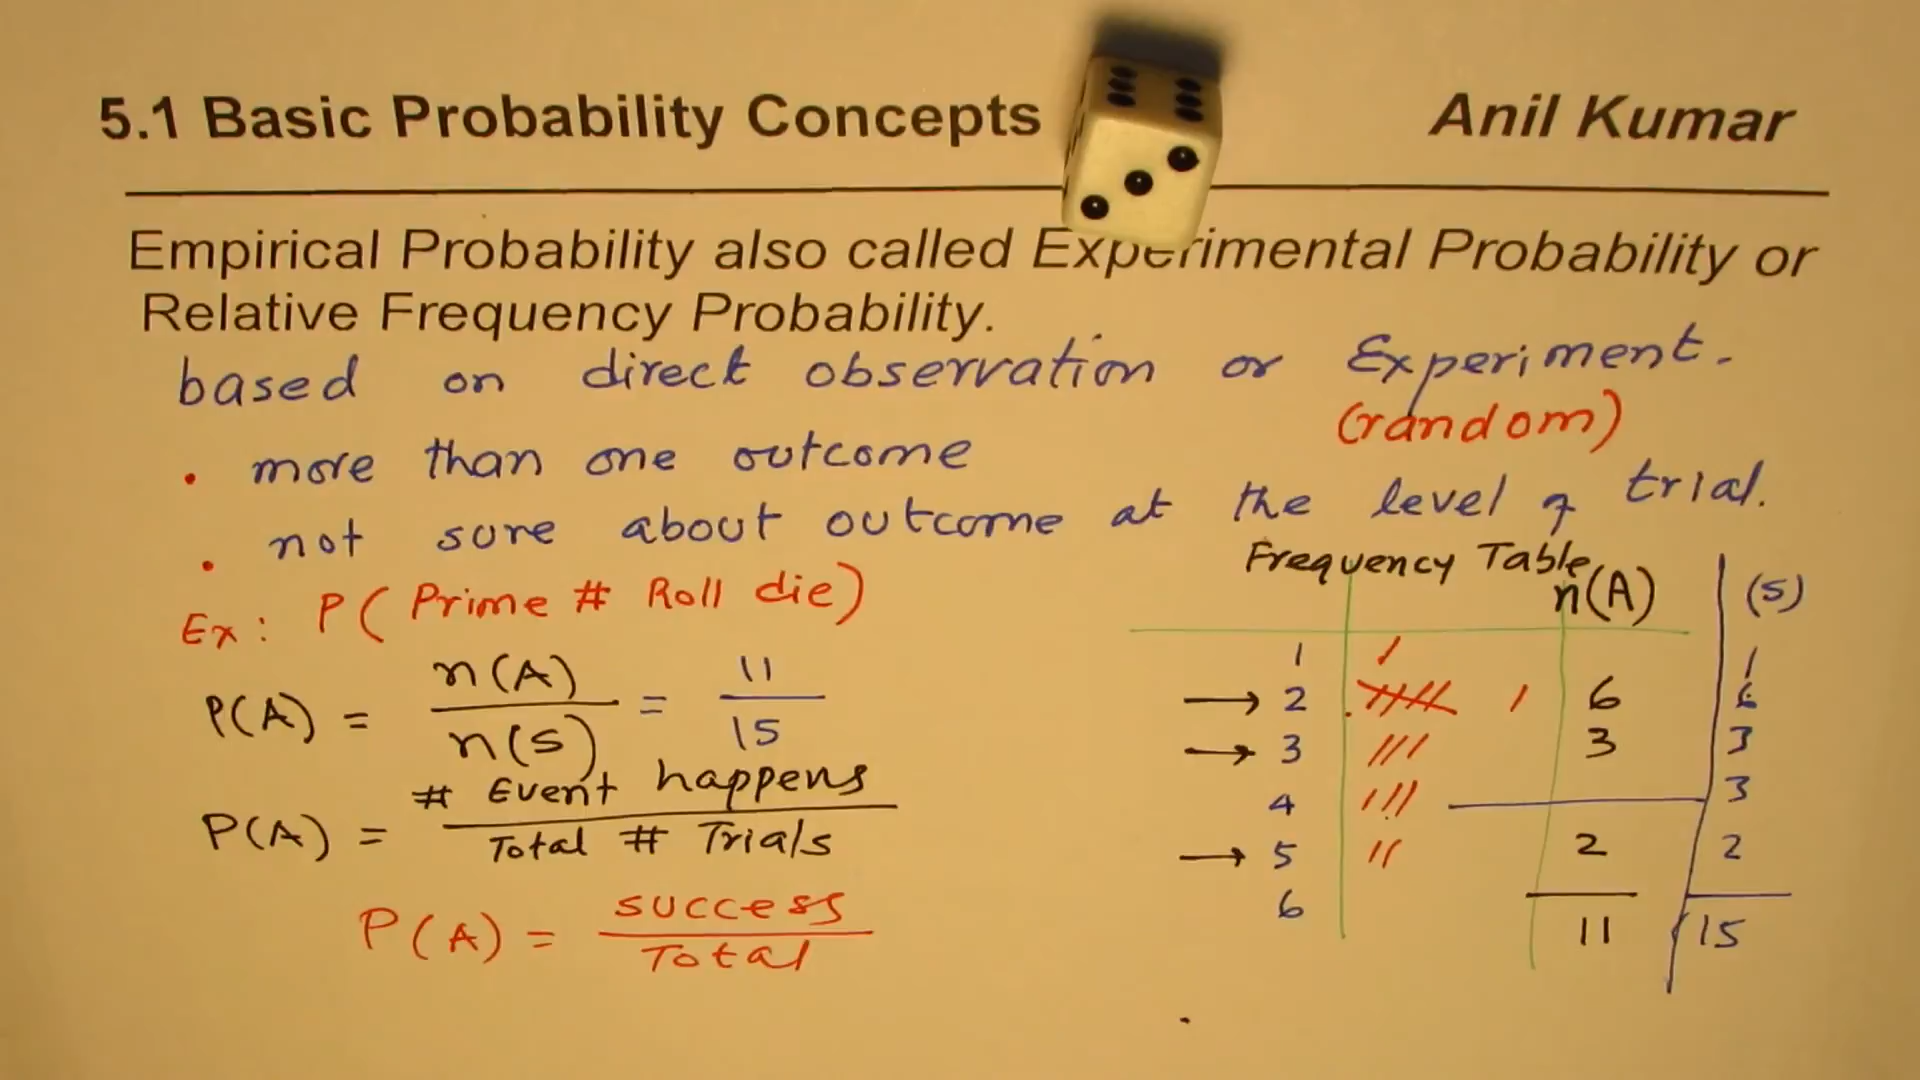 5.1 Basic Probability Concepts Anil Kumar
Empirical Probability also called Experimental Probability or
Relative Frequency Probability.
based on direct observation or Experiment.
(random)
• more than one outcome
• not sure about outcome at the level of trial.
Frequency Table
n(A) (S)
Ex: P( Prime # Roll die)
P(A) = n(A) / n(S) = 11 / 15
P(A) = # Event happens / Total # Trials
P(A) = success / Total
1 / 1
→ 2 //// / 6 6
→ 3 /// 3 3
4 /// 3
→ 5 // 2 2
6
11 15